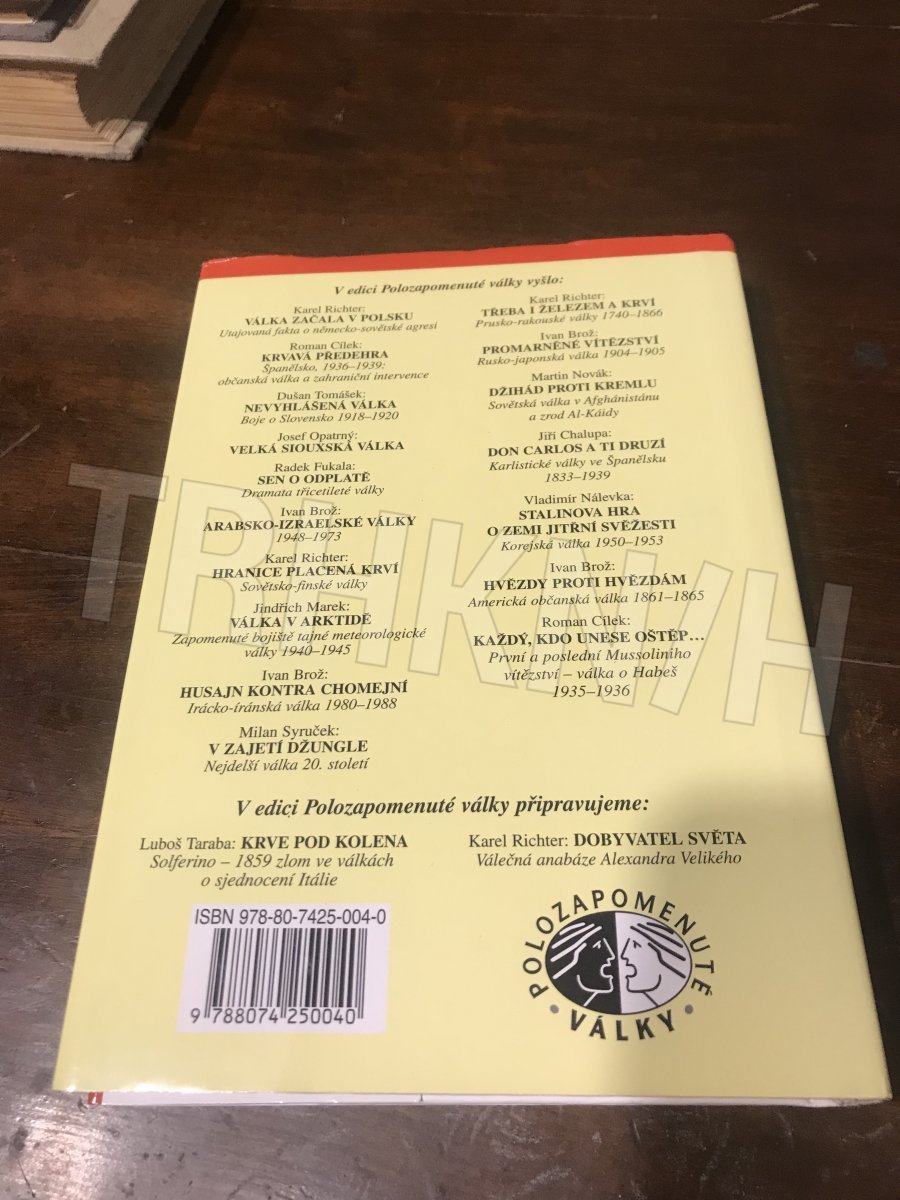 V edici Polozapomenuté války vyšlo:
Karel Richter:
VÁLKA ZAČALA V POLSKU
Utajovaná fakta o německo-sovětské agresi
Roman Cílek:
KRVAVÁ PŘEDEHRA
Španělsko, 1936–1939:
občanská válka a zahraniční intervence
Dušan Tomášek:
NEVYHLÁŠENÁ VÁLKA
Boje o Slovensko 1918–1920
Josef Opatrný:
VELKÁ SIOUXSKÁ VÁLKA
Radek Fukala:
SEN O ODPLATĚ
Dramata třicetileté války
Ivan Brož:
ARABSKO-IZRAELSKÉ VÁLKY
1948–1973
Karel Richter:
HRANICE PLACENÁ KRVÍ
Sovětsko-finské války
Jindřich Marek:
VÁLKA V ARKTIDĚ
Zapomenuté bojiště tajné meteorologické
války 1940–1945
Ivan Brož:
HUSAJN KONTRA CHOMEJNÍ
Irácko-íránská válka 1980–1988
Milan Syruček:
V ZAJETÍ DŽUNGLE
Nejdelší válka 20. století
Karel Richter:
TŘEBA I ŽELEZEM A KRVÍ
Prusko-rakouské války 1740–1866
Ivan Brož:
PROMARNĚNÉ VÍTĚZSTVÍ
Rusko-japonská válka 1904–1905
Martin Novák:
DŽIHÁD PROTI KREMLU
Sovětská válka v Afghánistánu
a zrod Al-Káidy
Jiří Chalupa:
DON CARLOS A TI DRUZÍ
Karlistické války ve Španělsku
1833–1939
Vladimír Nálevka:
STALINOVA HRA
O ZEMI JITŘNÍ SVĚŽESTI
Korejská válka 1950–1953
Ivan Brož:
HVĚZDY PROTI HVĚZDÁM
Americká občanská válka 1861–1865
Roman Cílek:
KAŽDÝ, KDO UNESE OŠTĚP...
První a poslední Mussoliniho
vítězství – válka o Habeš
1935–1936
V edici Polozapomenuté války připravujeme:
Luboš Taraba: KRVE POD KOLENA
Solferino – 1859 zlom ve válkách
o sjednocení Itálie
Karel Richter: DOBYVATEL SVĚTA
Válečná anabáze Alexandra Velikého
ISBN 978-80-7425-004-0
9 788074 250040
POLOZAPOMENUTÉ
• VÁLKY •
TRHKNIH